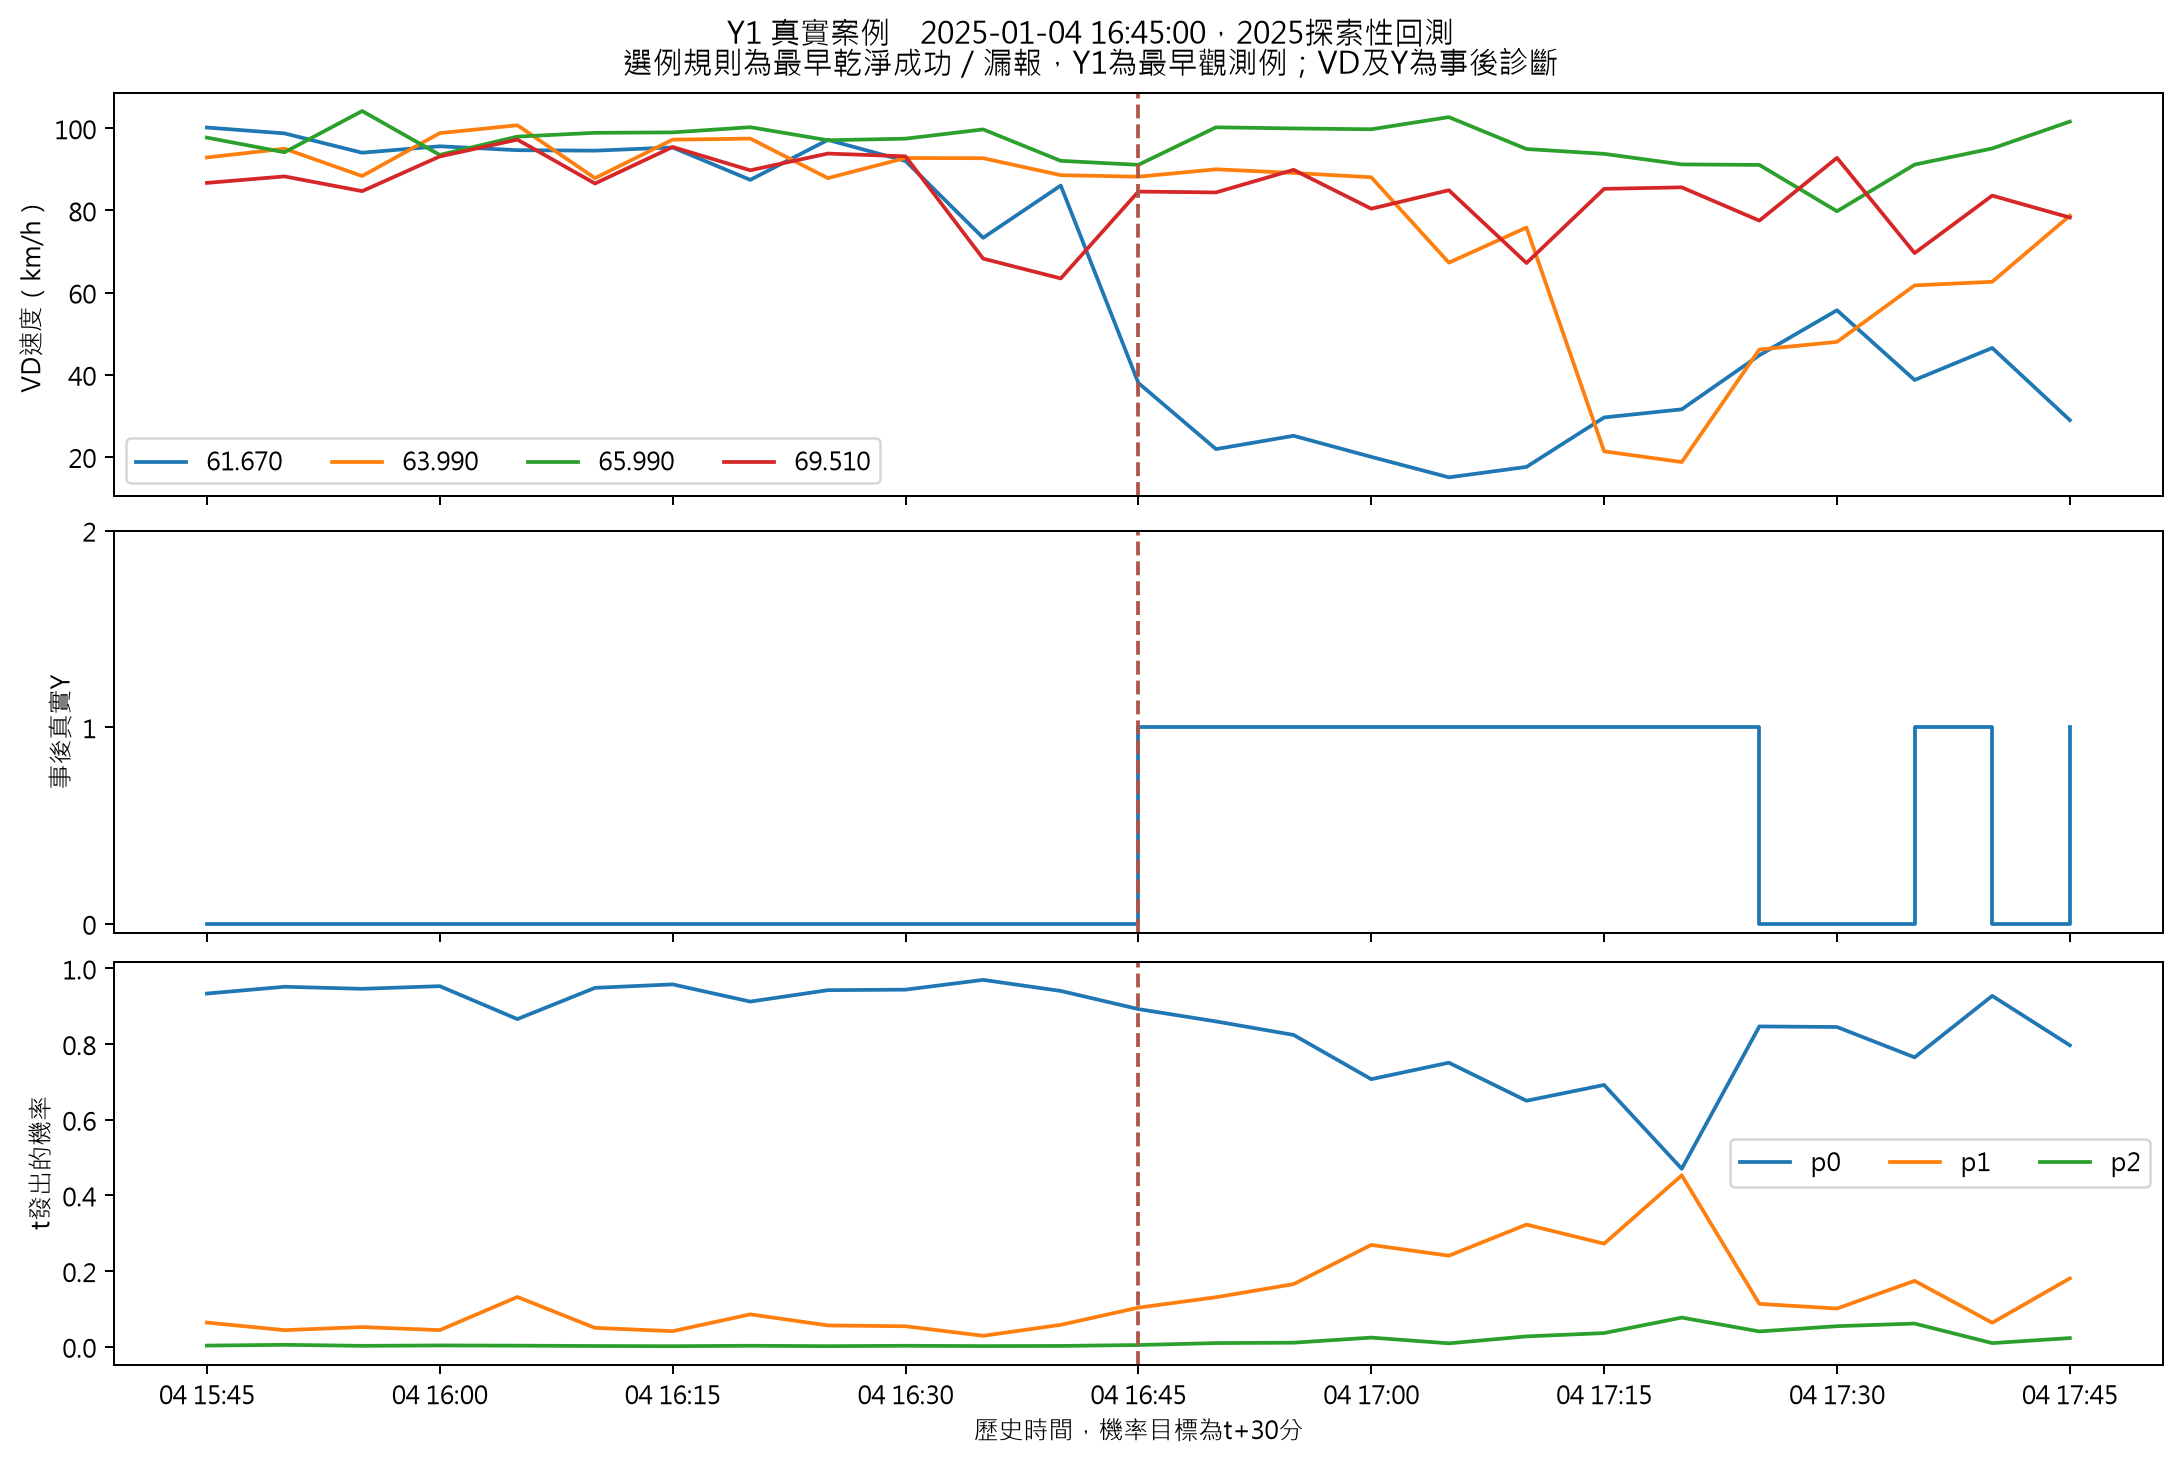 Y1 真實案例　2025-01-04 16:45:00，2025探索性回測
選例規則為最早乾淨成功／漏報，Y1為最早觀測例；VD及Y為事後診斷
VD速度（km/h）
100
80
60
40
20
61.670 63.990 65.990 69.510
事後真實Y
2
1
0
t發出的機率
1.0
0.8
0.6
0.4
0.2
0.0
p0 p1 p2
04 15:45 04 16:00 04 16:15 04 16:30 04 16:45 04 17:00 04 17:15 04 17:30 04 17:45
歷史時間，機率目標為t+30分